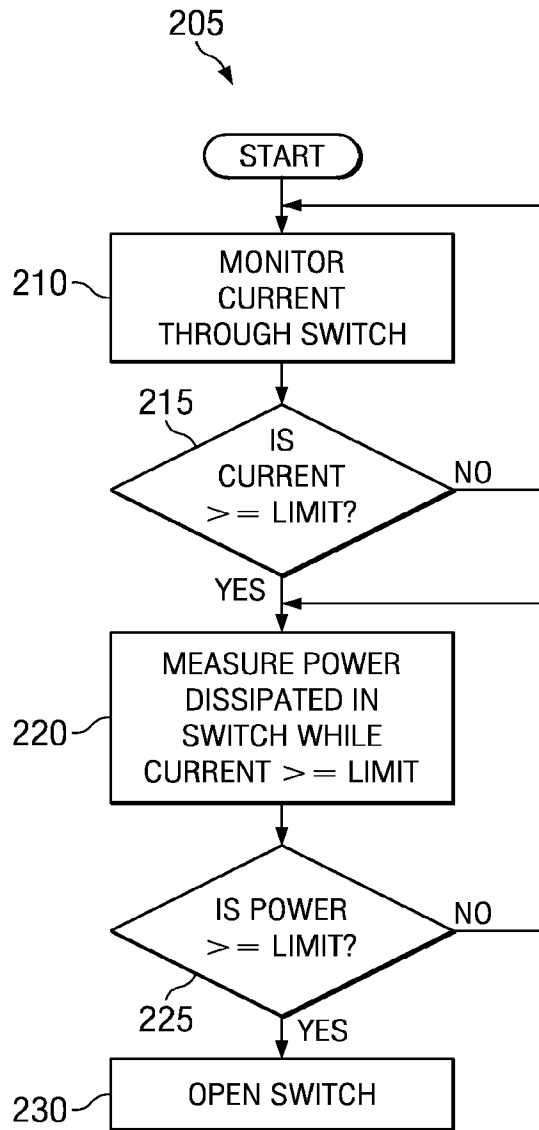 205
START
210
MONITOR
CURRENT
THROUGH SWITCH
215
IS
CURRENT
>= LIMIT?
NO
YES
220
MEASURE POWER
DISSIPATED IN
SWITCH WHILE
CURRENT >= LIMIT
IS POWER
>= LIMIT?
NO
225
YES
230
OPEN SWITCH